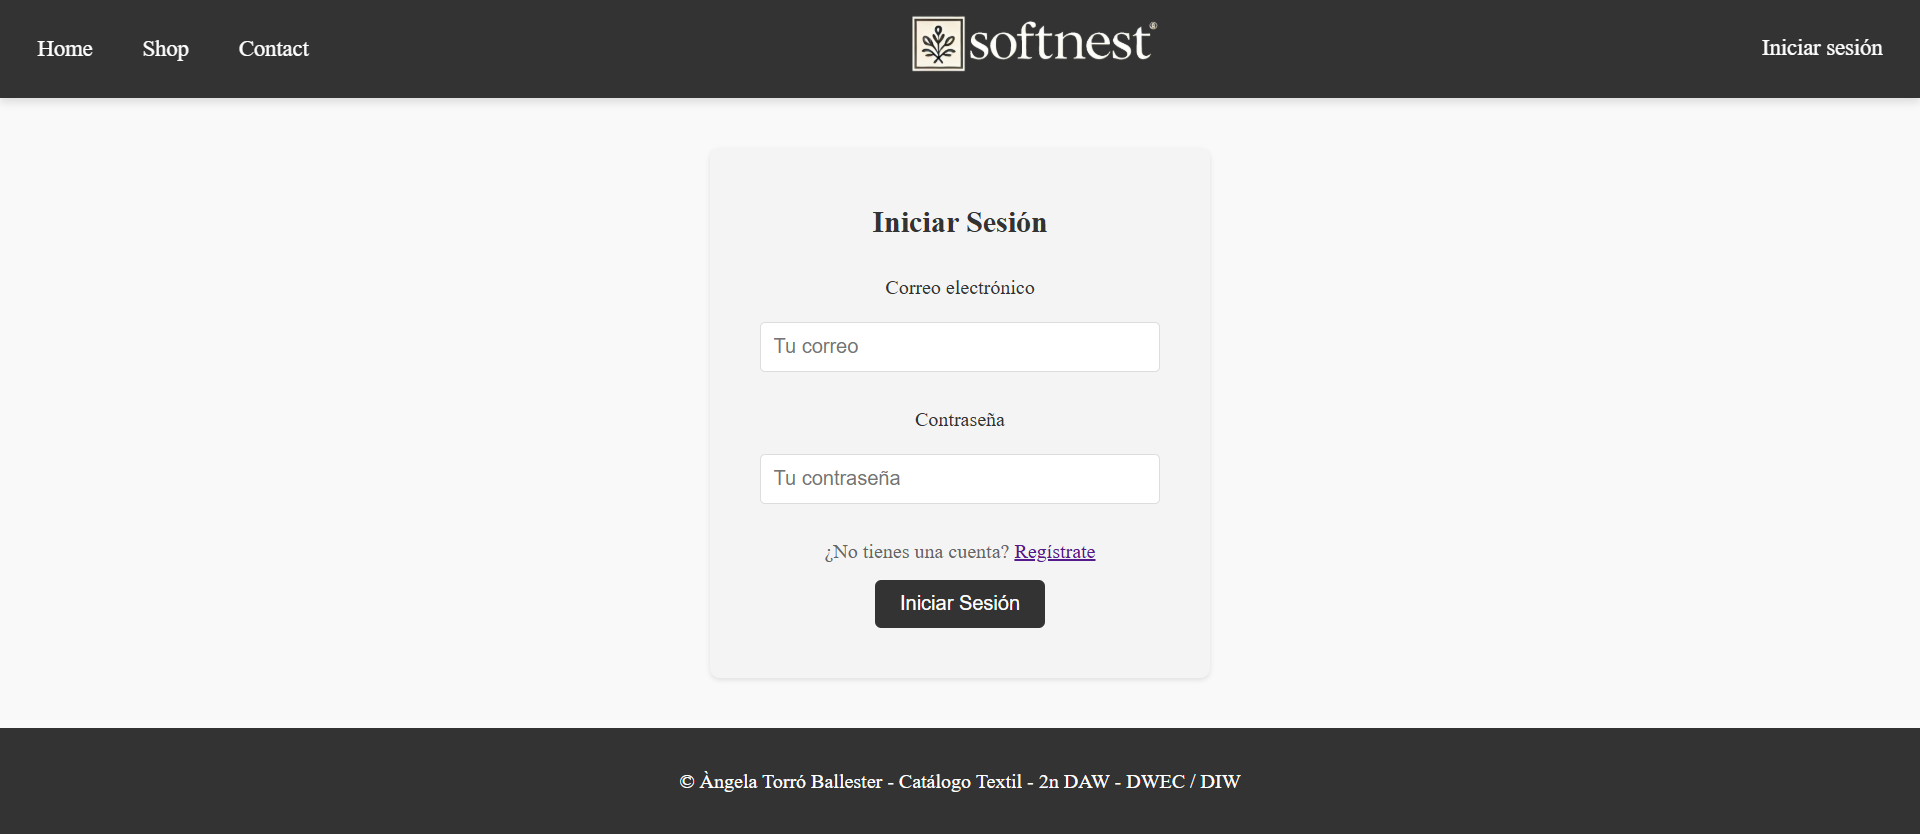 Home
Shop
Contact
softnest®
Iniciar sesión
Iniciar Sesión
Correo electrónico
Tu correo
Contraseña
Tu contraseña
¿No tienes una cuenta? Regístrate
Iniciar Sesión
© Àngela Torró Ballester - Catálogo Textil - 2n DAW - DWEC / DIW